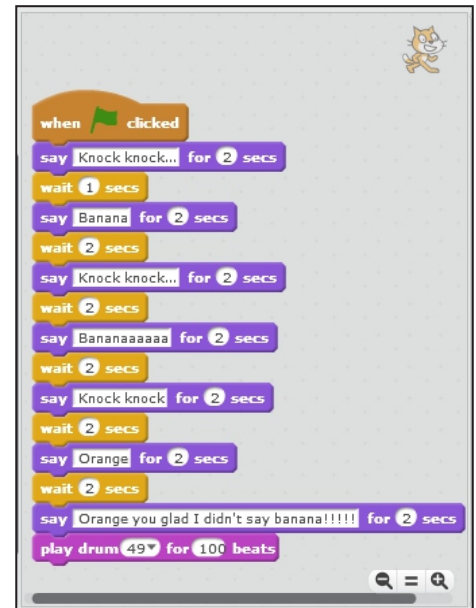 when clicked
say Knock knock... for 2 secs
wait 1 secs
say Banana for 2 secs
wait 2 secs
say Knock knock... for 2 secs
wait 2 secs
say Bananaaaaaa for 2 secs
wait 2 secs
say Knock knock for 2 secs
wait 2 secs
say Orange for 2 secs
wait 2 secs
say Orange you glad I didn't say banana!!!!! for 2 secs
play drum 49 for 100 beats